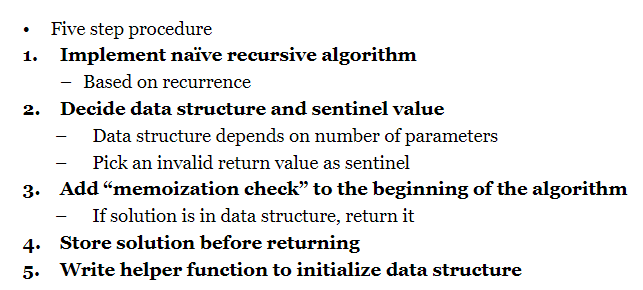 • Five step procedure
1. Implement naïve recursive algorithm
– Based on recurrence
2. Decide data structure and sentinel value
– Data structure depends on number of parameters
– Pick an invalid return value as sentinel
3. Add “memoization check” to the beginning of the algorithm
– If solution is in data structure, return it
4. Store solution before returning
5. Write helper function to initialize data structure